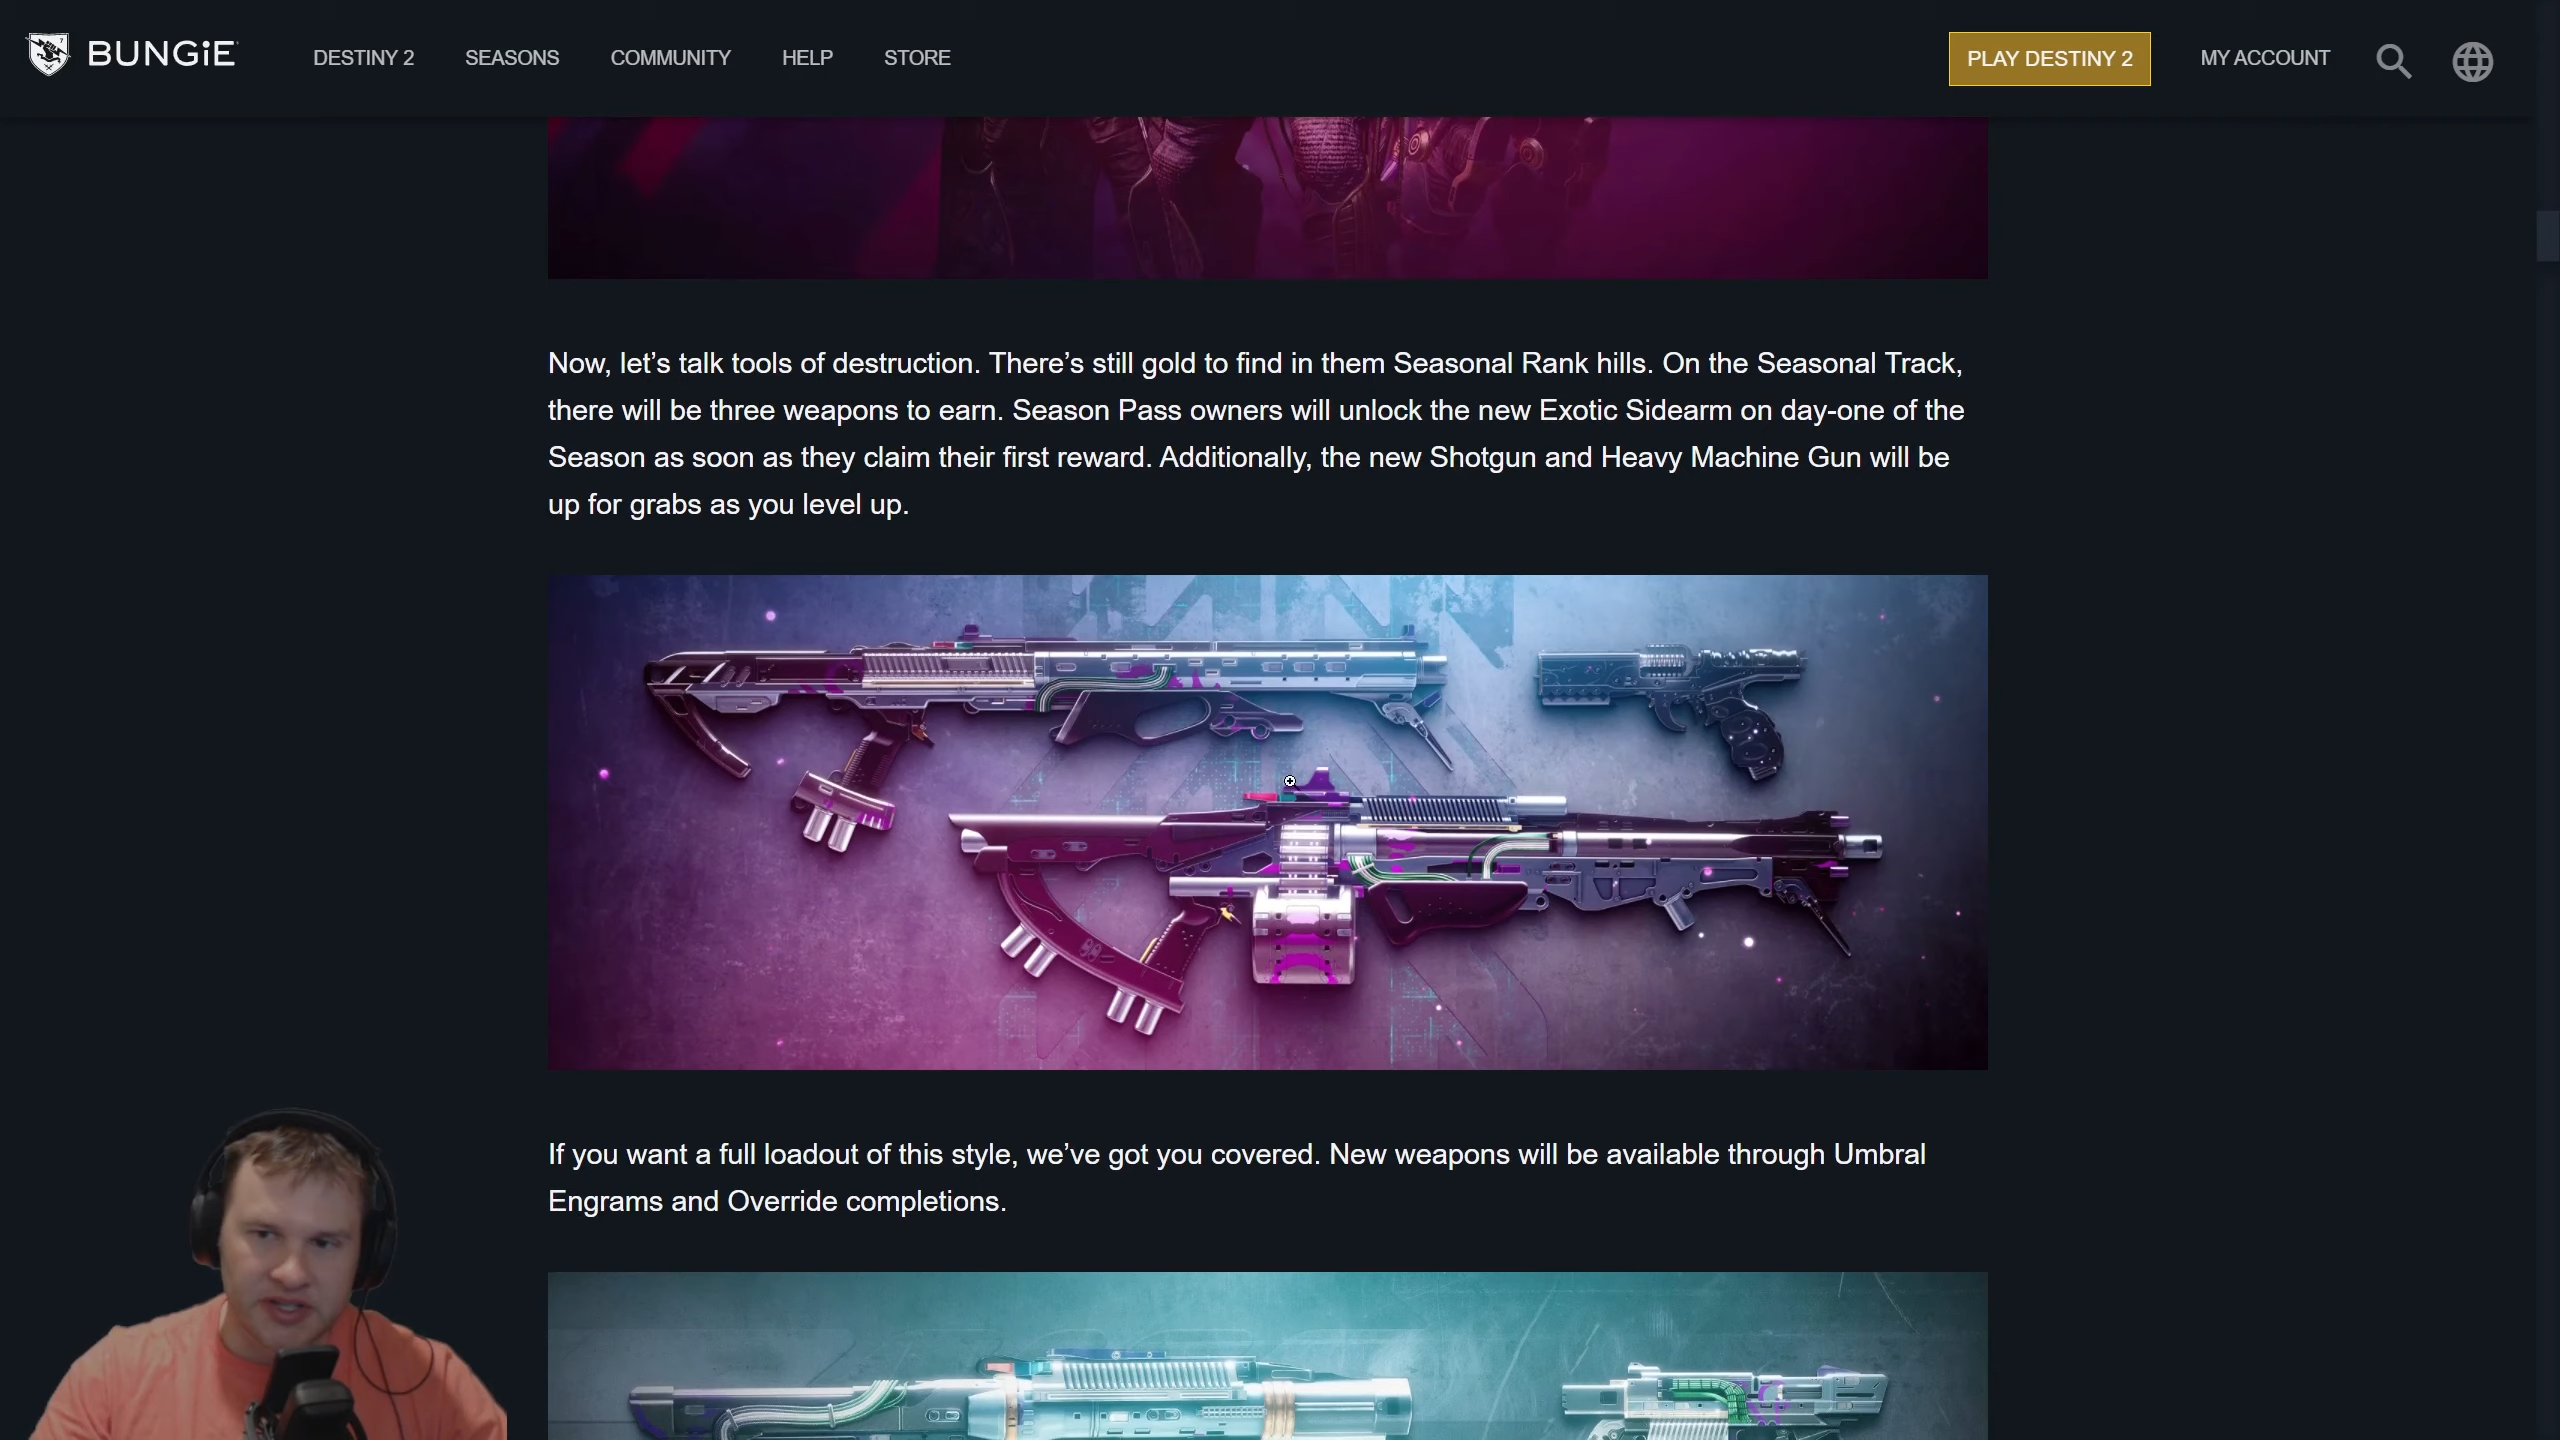 BUNGiE
DESTINY 2
SEASONS
COMMUNITY
HELP
STORE
PLAY DESTINY 2
MY ACCOUNT
Now, let’s talk tools of destruction. There’s still gold to find in them Seasonal Rank hills. On the Seasonal Track,
there will be three weapons to earn. Season Pass owners will unlock the new Exotic Sidearm on day-one of the
Season as soon as they claim their first reward. Additionally, the new Shotgun and Heavy Machine Gun will be
up for grabs as you level up.
If you want a full loadout of this style, we’ve got you covered. New weapons will be available through Umbral
Engrams and Override completions.